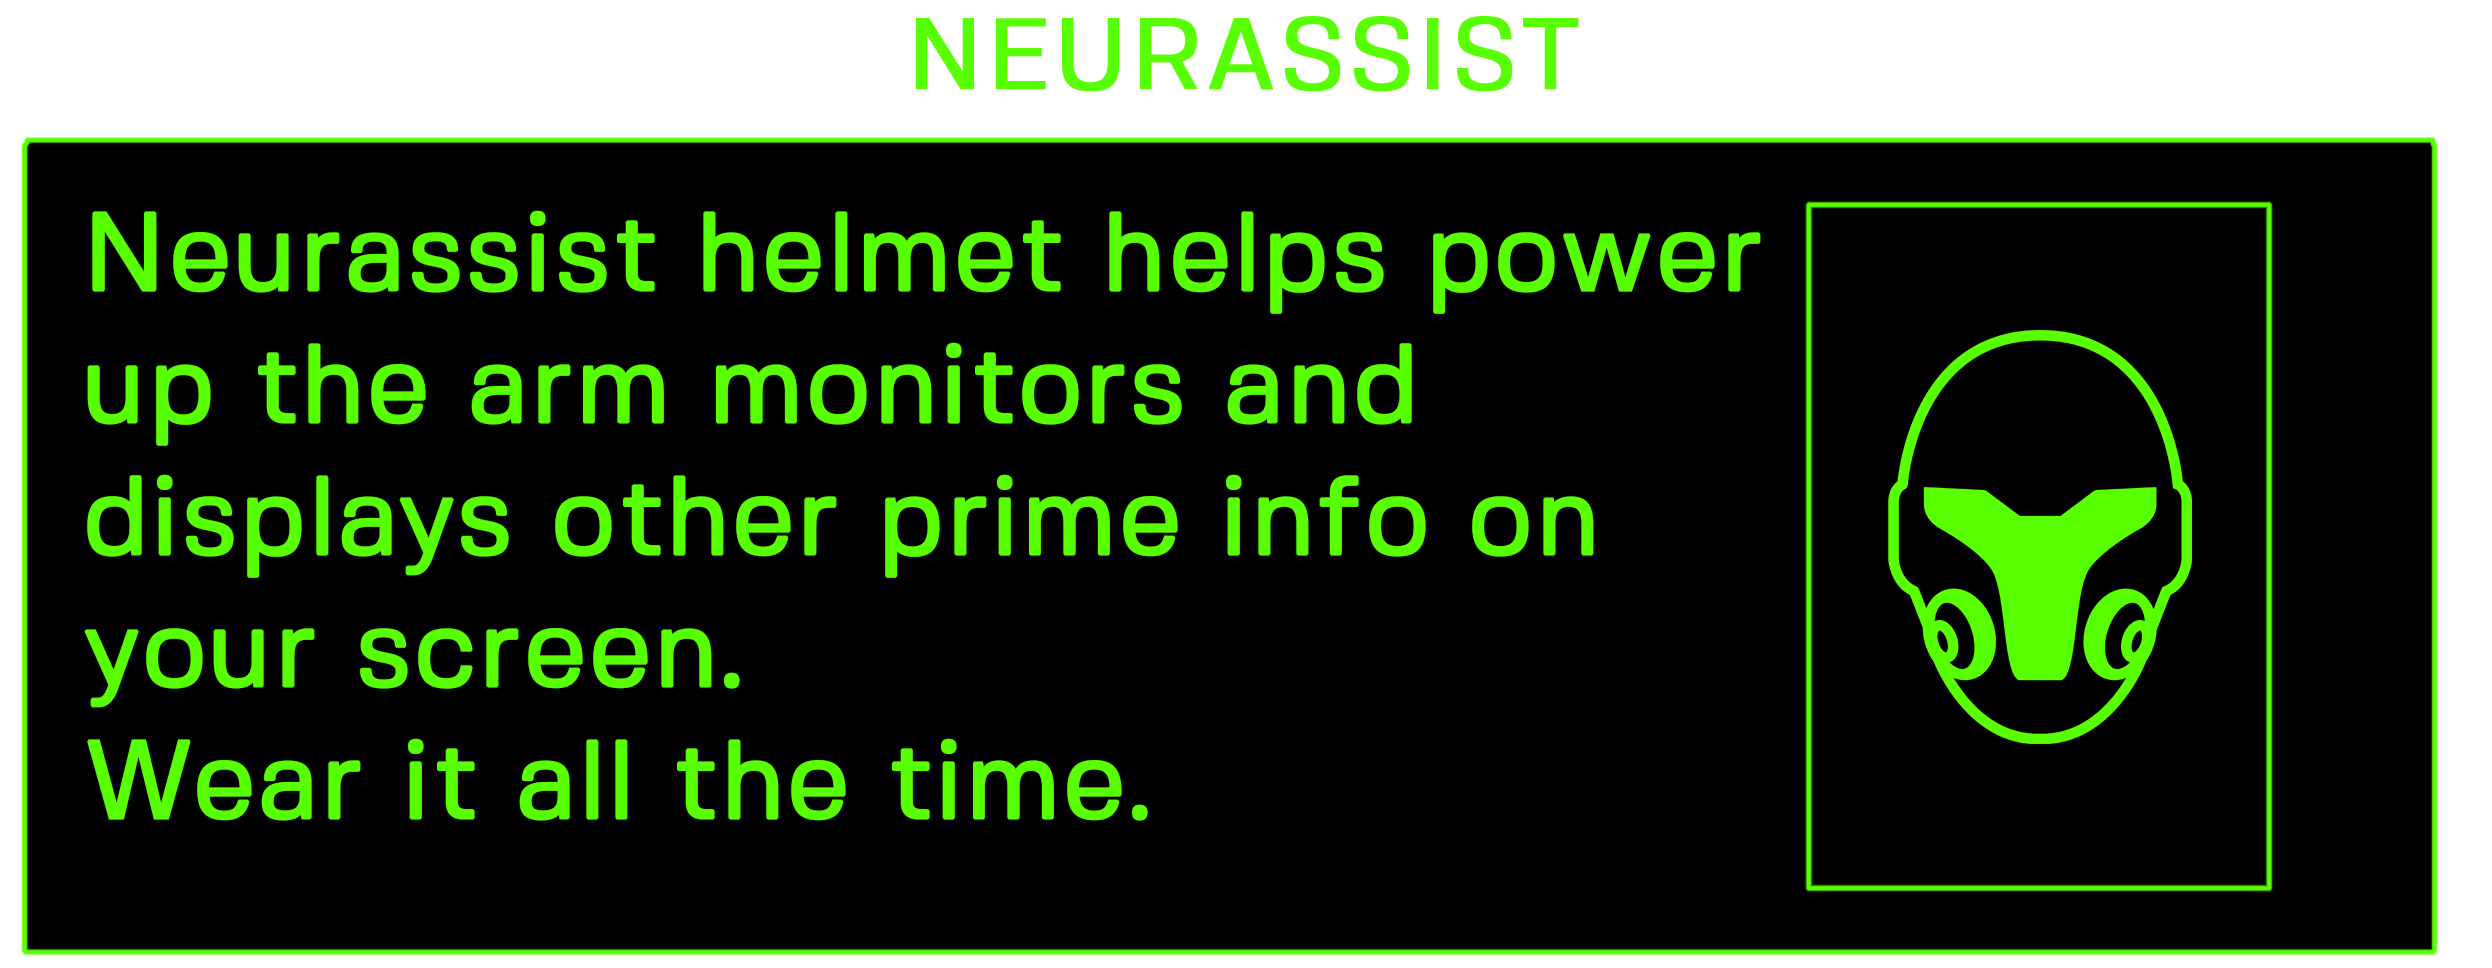 NEURASSIST
Neurassist helmet helps power
up the arm monitors and
displays other prime info on
your screen.
Wear it all the time.